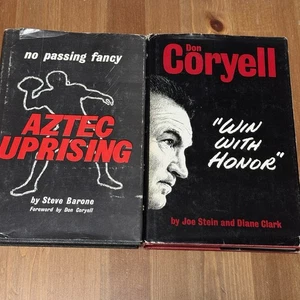 no passing fancy
AZTEC
UPRISING
by Steve Barone
Foreword by Don Coryell
Don
Coryell
"WIN
WITH
HONOR"
by Joe Stein and Diane Clark